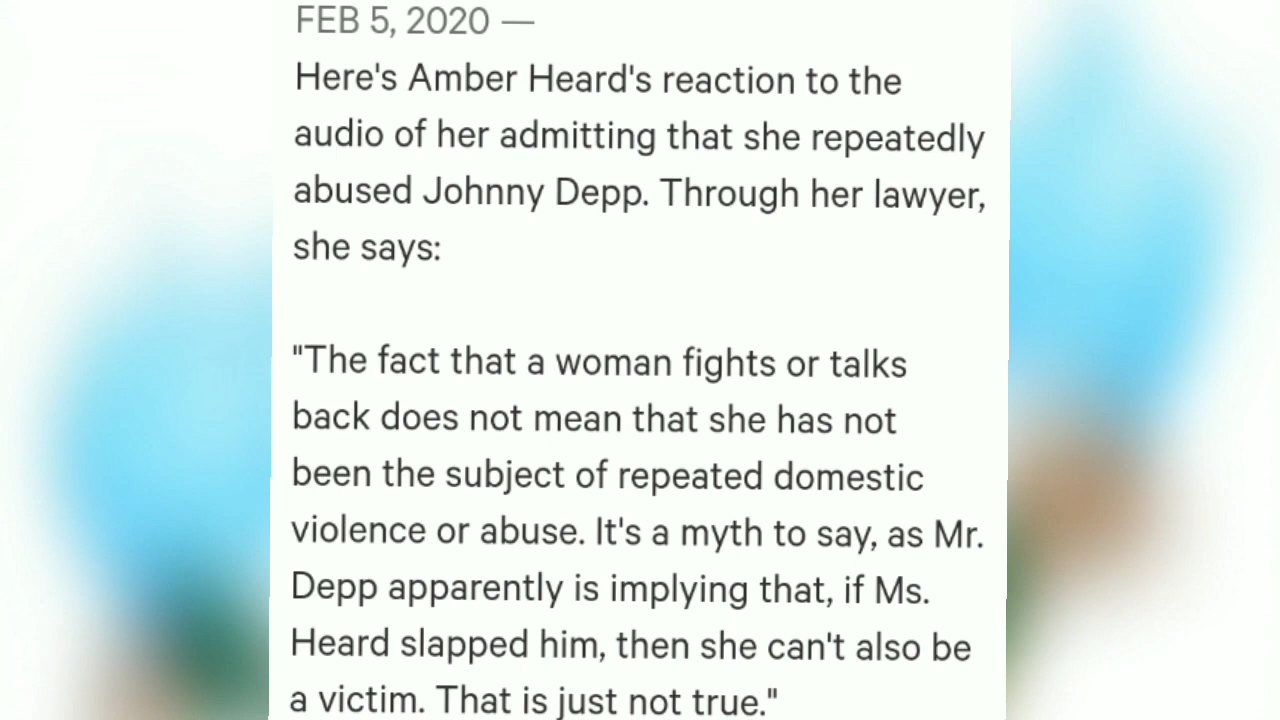 FEB 5, 2020 —
Here's Amber Heard's reaction to the
audio of her admitting that she repeatedly
abused Johnny Depp. Through her lawyer,
she says:
"The fact that a woman fights or talks
back does not mean that she has not
been the subject of repeated domestic
violence or abuse. It's a myth to say, as Mr.
Depp apparently is implying that, if Ms.
Heard slapped him, then she can't also be
a victim. That is just not true."